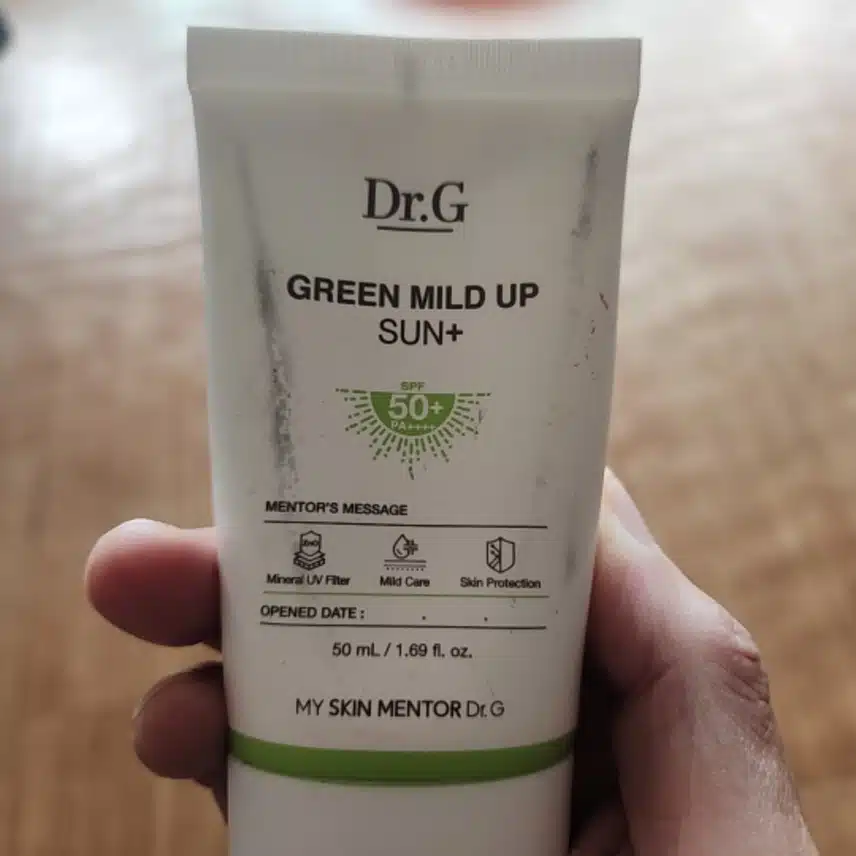 Dr.G
GREEN MILD UP
SUN+
SPF
50+
PA++++
MENTOR'S MESSAGE
ZnO
Mineral UV Filter Mild Care Skin Protection
OPENED DATE : . .
50 mL / 1.69 fl. oz.
MY SKIN MENTOR Dr.G